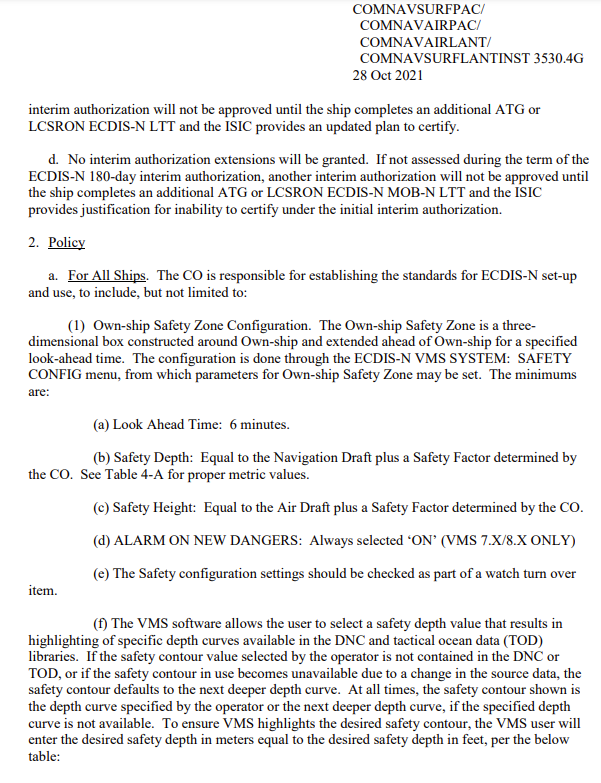 COMNAVSURFPAC/
COMNAVAIRPAC/
COMNAVAIRLANT/
COMNAVSURFLANTINST 3530.4G
28 Oct 2021
interim authorization will not be approved until the ship completes an additional ATG or
LCSRON ECDIS-N LTT and the ISIC provides an updated plan to certify.
d. No interim authorization extensions will be granted. If not assessed during the term of the
ECDIS-N 180-day interim authorization, another interim authorization will not be approved until
the ship completes an additional ATG or LCSRON ECDIS-N MOB-N LTT and the ISIC
provides justification for inability to certify under the initial interim authorization.
2. Policy
a. For All Ships. The CO is responsible for establishing the standards for ECDIS-N set-up
and use, to include, but not limited to:
(1) Own-ship Safety Zone Configuration. The Own-ship Safety Zone is a three-
dimensional box constructed around Own-ship and extended ahead of Own-ship for a specified
look-ahead time. The configuration is done through the ECDIS-N VMS SYSTEM: SAFETY
CONFIG menu, from which parameters for Own-ship Safety Zone may be set. The minimums
are:
(a) Look Ahead Time: 6 minutes.
(b) Safety Depth: Equal to the Navigation Draft plus a Safety Factor determined by
the CO. See Table 4-A for proper metric values.
(c) Safety Height: Equal to the Air Draft plus a Safety Factor determined by the CO.
(d) ALARM ON NEW DANGERS: Always selected ‘ON’ (VMS 7.X/8.X ONLY)
(e) The Safety configuration settings should be checked as part of a watch turn over
item.
(f) The VMS software allows the user to select a safety depth value that results in
highlighting of specific depth curves available in the DNC and tactical ocean data (TOD)
libraries. If the safety contour value selected by the operator is not contained in the DNC or
TOD, or if the safety contour in use becomes unavailable due to a change in the source data, the
safety contour defaults to the next deeper depth curve. At all times, the safety contour shown is
the depth curve specified by the operator or the next deeper depth curve, if the specified depth
curve is not available. To ensure VMS highlights the desired safety contour, the VMS user will
enter the desired safety depth in meters equal to the desired safety depth in feet, per the below
table: